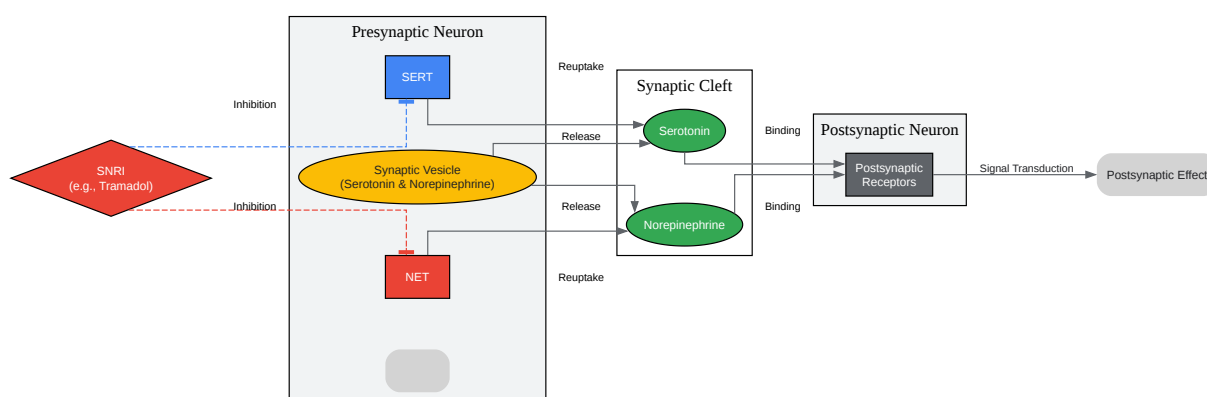 Presynaptic Neuron
SERT
Reuptake
Synaptic Cleft
Inhibition
Serotonin
Binding
Postsynaptic Neuron
Release
SNRI
(e.g., Tramadol)
Synaptic Vesicle
(Serotonin & Norepinephrine)
Postsynaptic
Receptors
Signal Transduction
Postsynaptic Effect
Inhibition
Release
Binding
Norepinephrine
NET
Reuptake